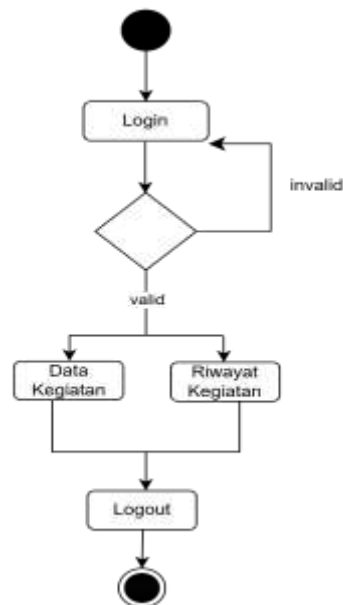 Login
invalid
valid
Data
Kegiatan
Riwayat
Kegiatan
Logout